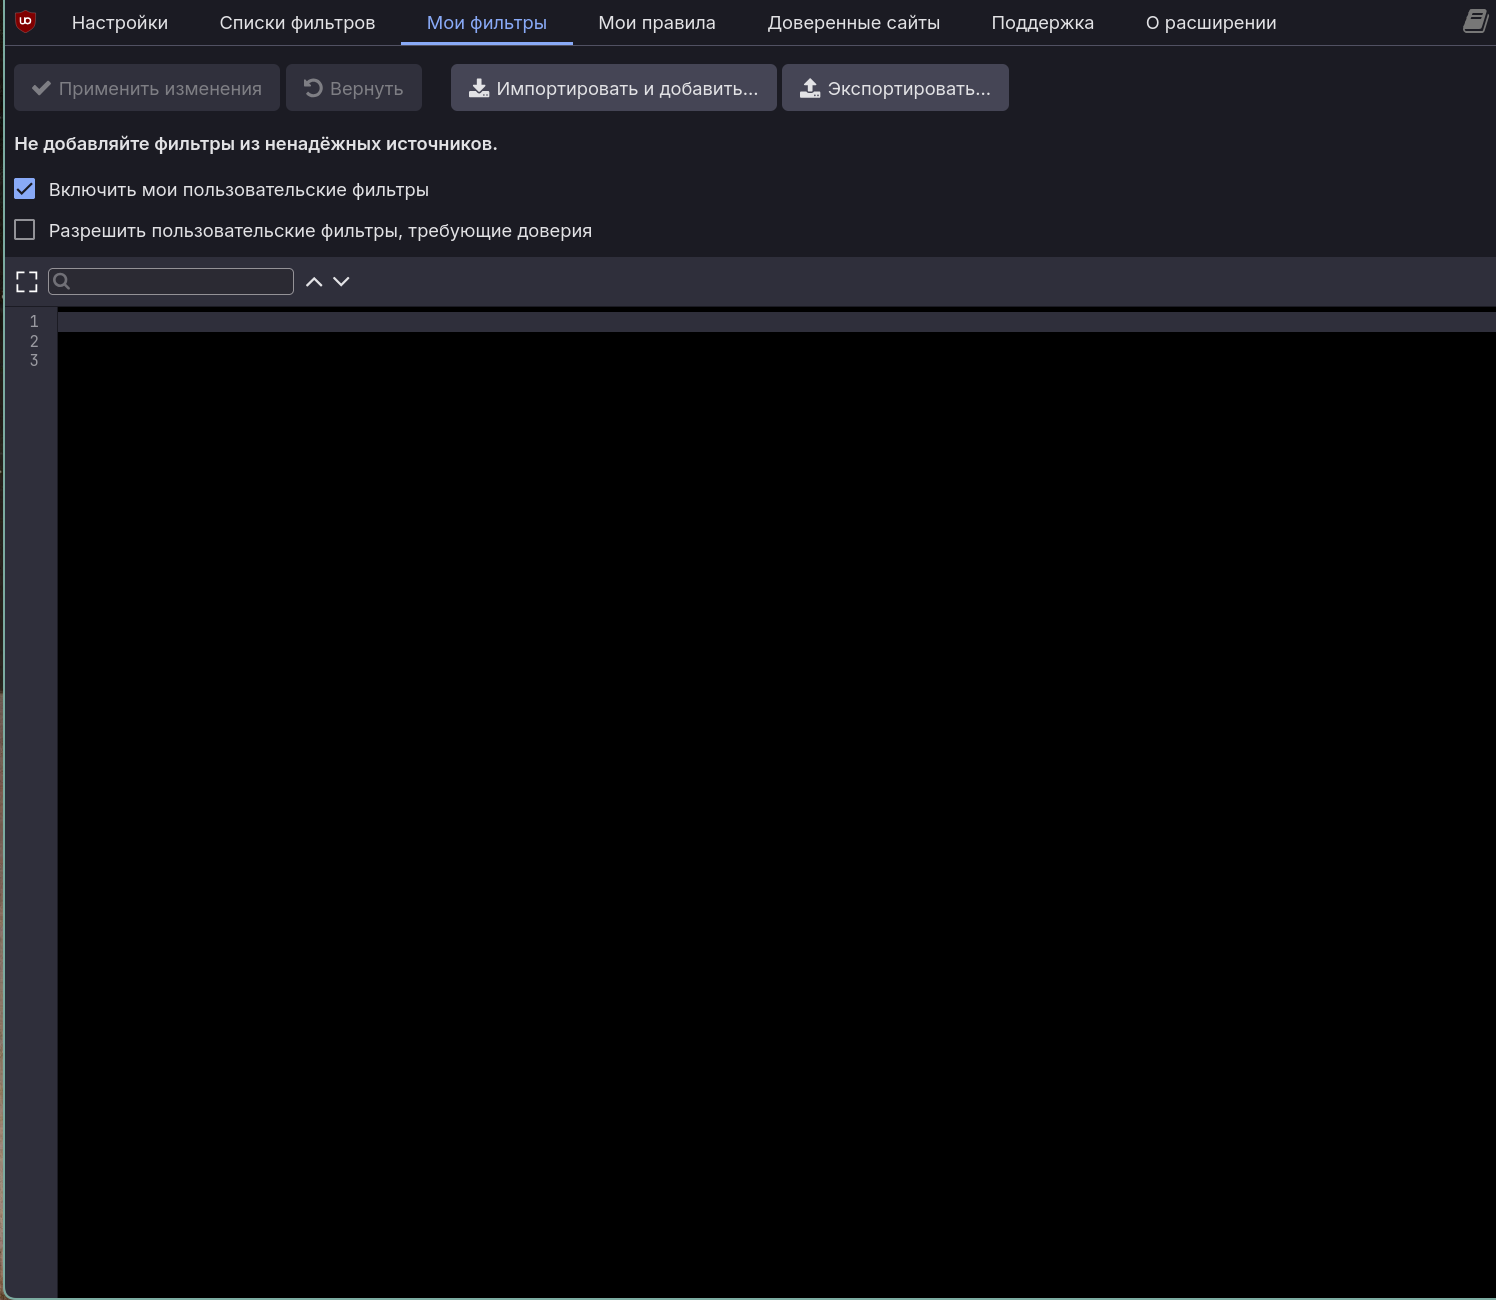 Настройки Списки фильтров Мои фильтры Мои правила Доверенные сайты Поддержка О расширении
Применить изменения Вернуть Импортировать и добавить... Экспортировать...
Не добавляйте фильтры из ненадёжных источников.
Включить мои пользовательские фильтры
Разрешить пользовательские фильтры, требующие доверия
1
2
3